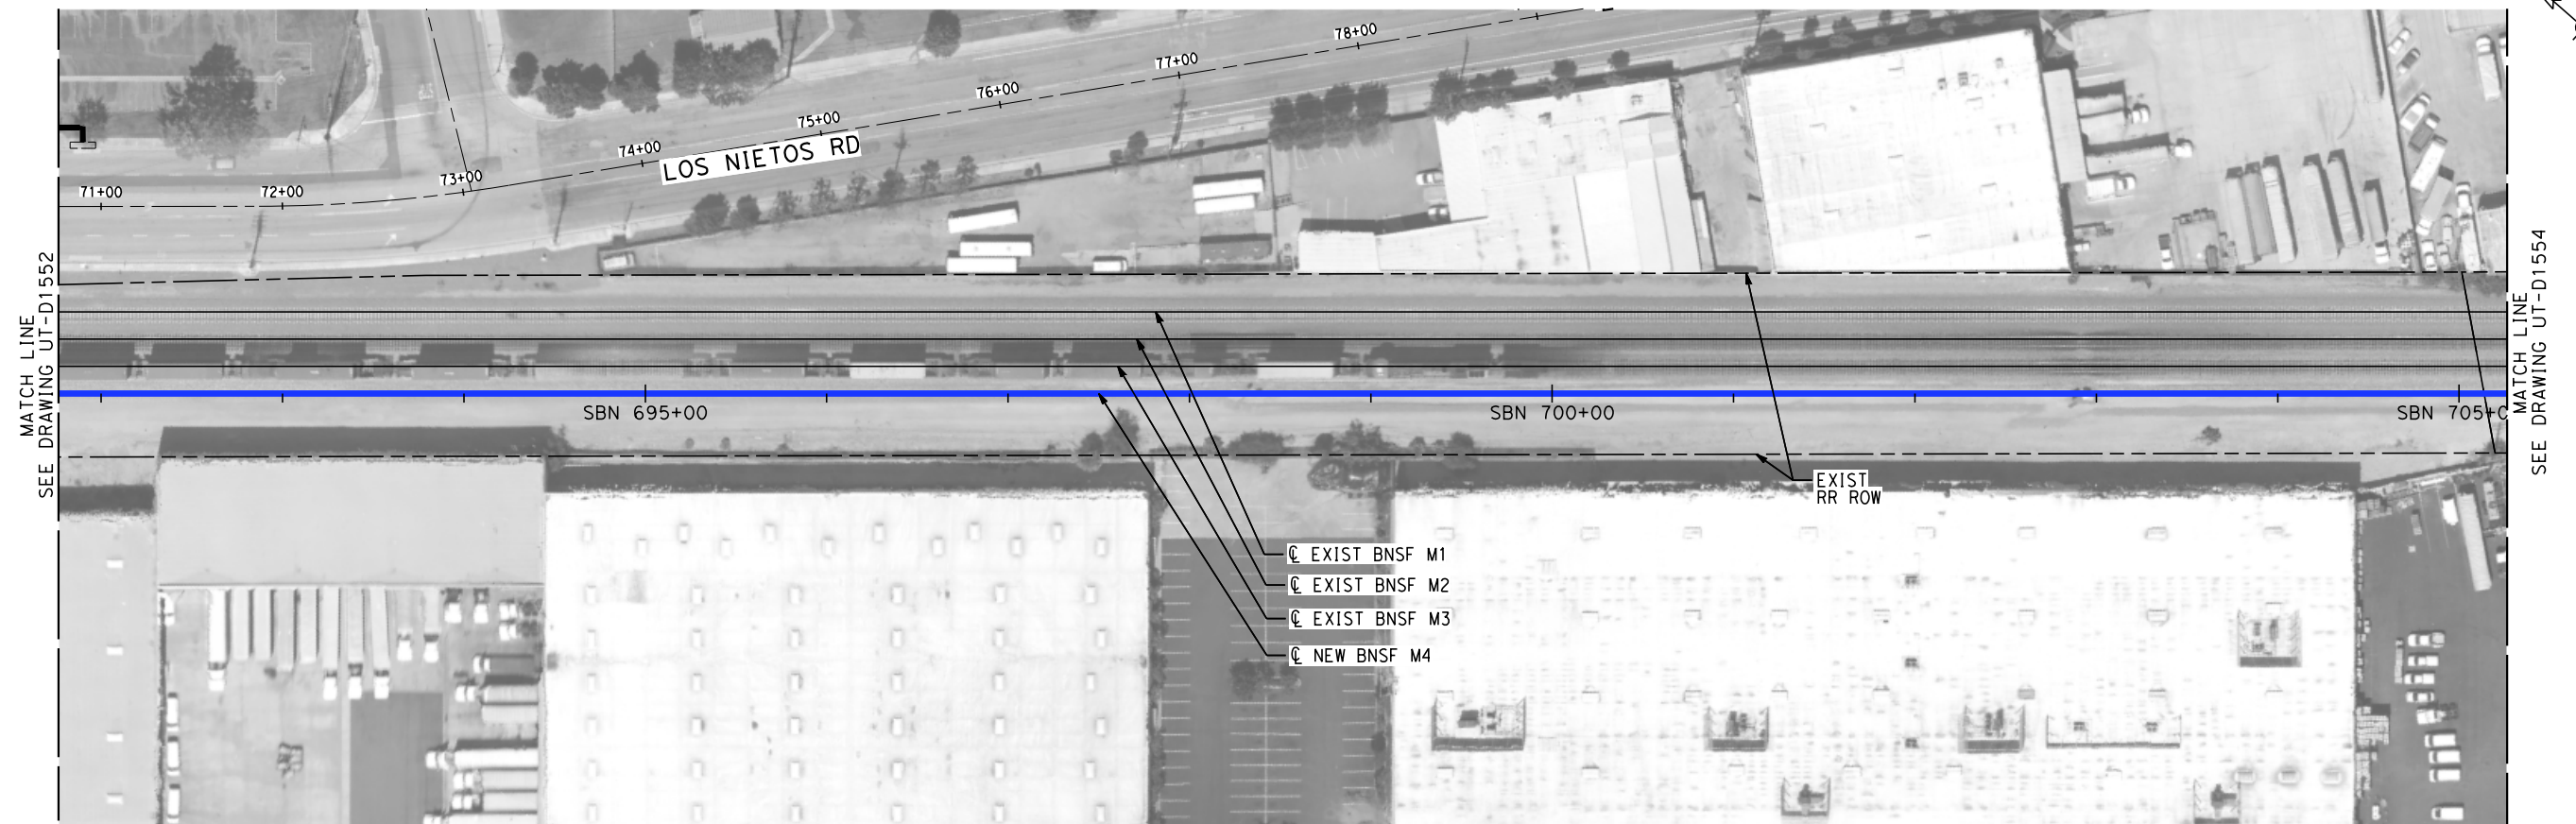 78+00
77+00
76+00
75+00
74+00
73+00
72+00
71+00
LOS NIETOS RD
MATCH LINE
SEE DRAWING UT-D1552
MATCH LINE
SEE DRAWING UT-D1554
SBN 695+00
SBN 700+00
SBN 705+0
EXIST
RR ROW
℄ EXIST BNSF M1
℄ EXIST BNSF M2
℄ EXIST BNSF M3
℄ NEW BNSF M4